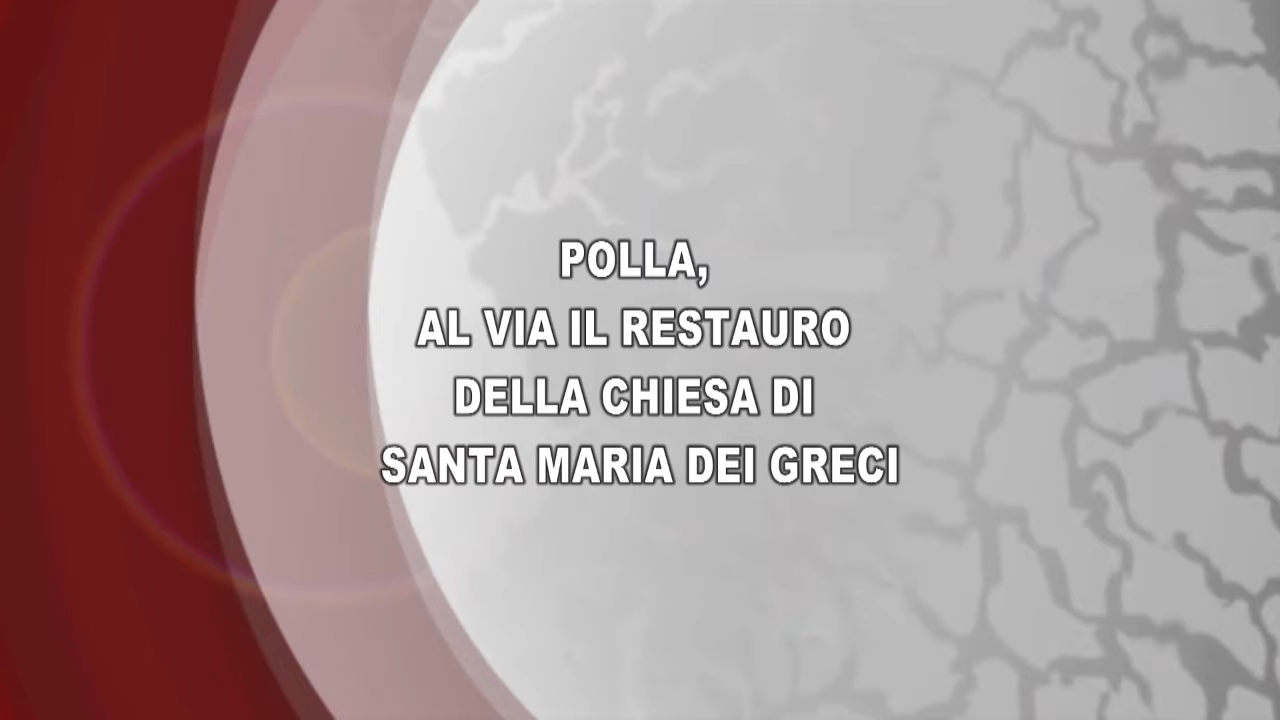 POLLA,
AL VIA IL RESTAURO
DELLA CHIESA DI
SANTA MARIA DEI GRECI